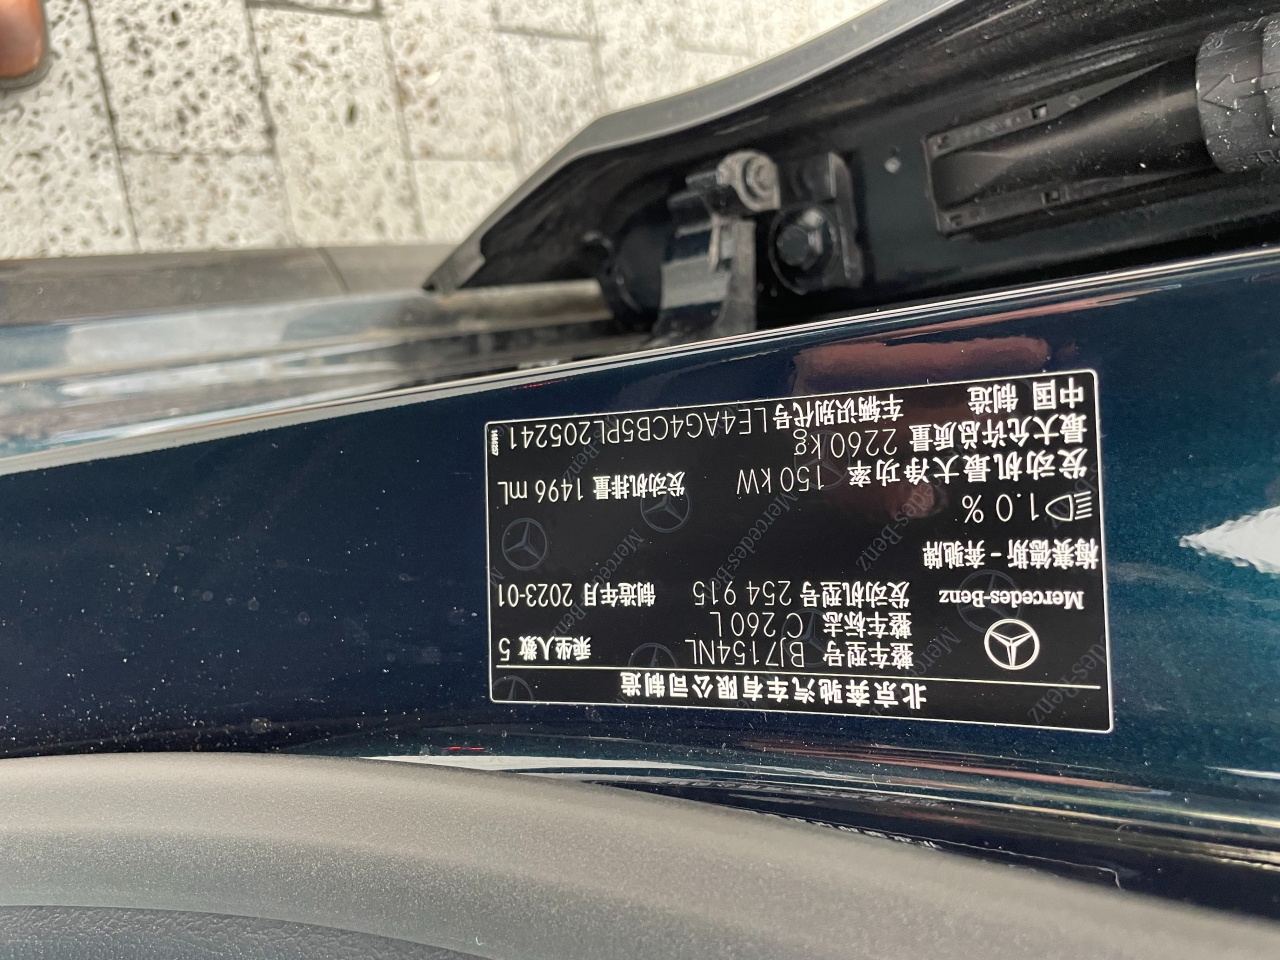 北京奔驰汽车有限公司制造
Mercedes-Benz
梅赛德斯-奔驰牌
整车型号 BJ7154NL 乘坐人数 5
整车标志 C 260 L
发动机型号 254 915 制造年月 2023-01
1.0 %
发动机最大净功率 150 kW 发动机排量 1496 mL
最大允许总质量 2260 kg
中国 制造 车辆识别代号 LE4AG4CB5PL205241